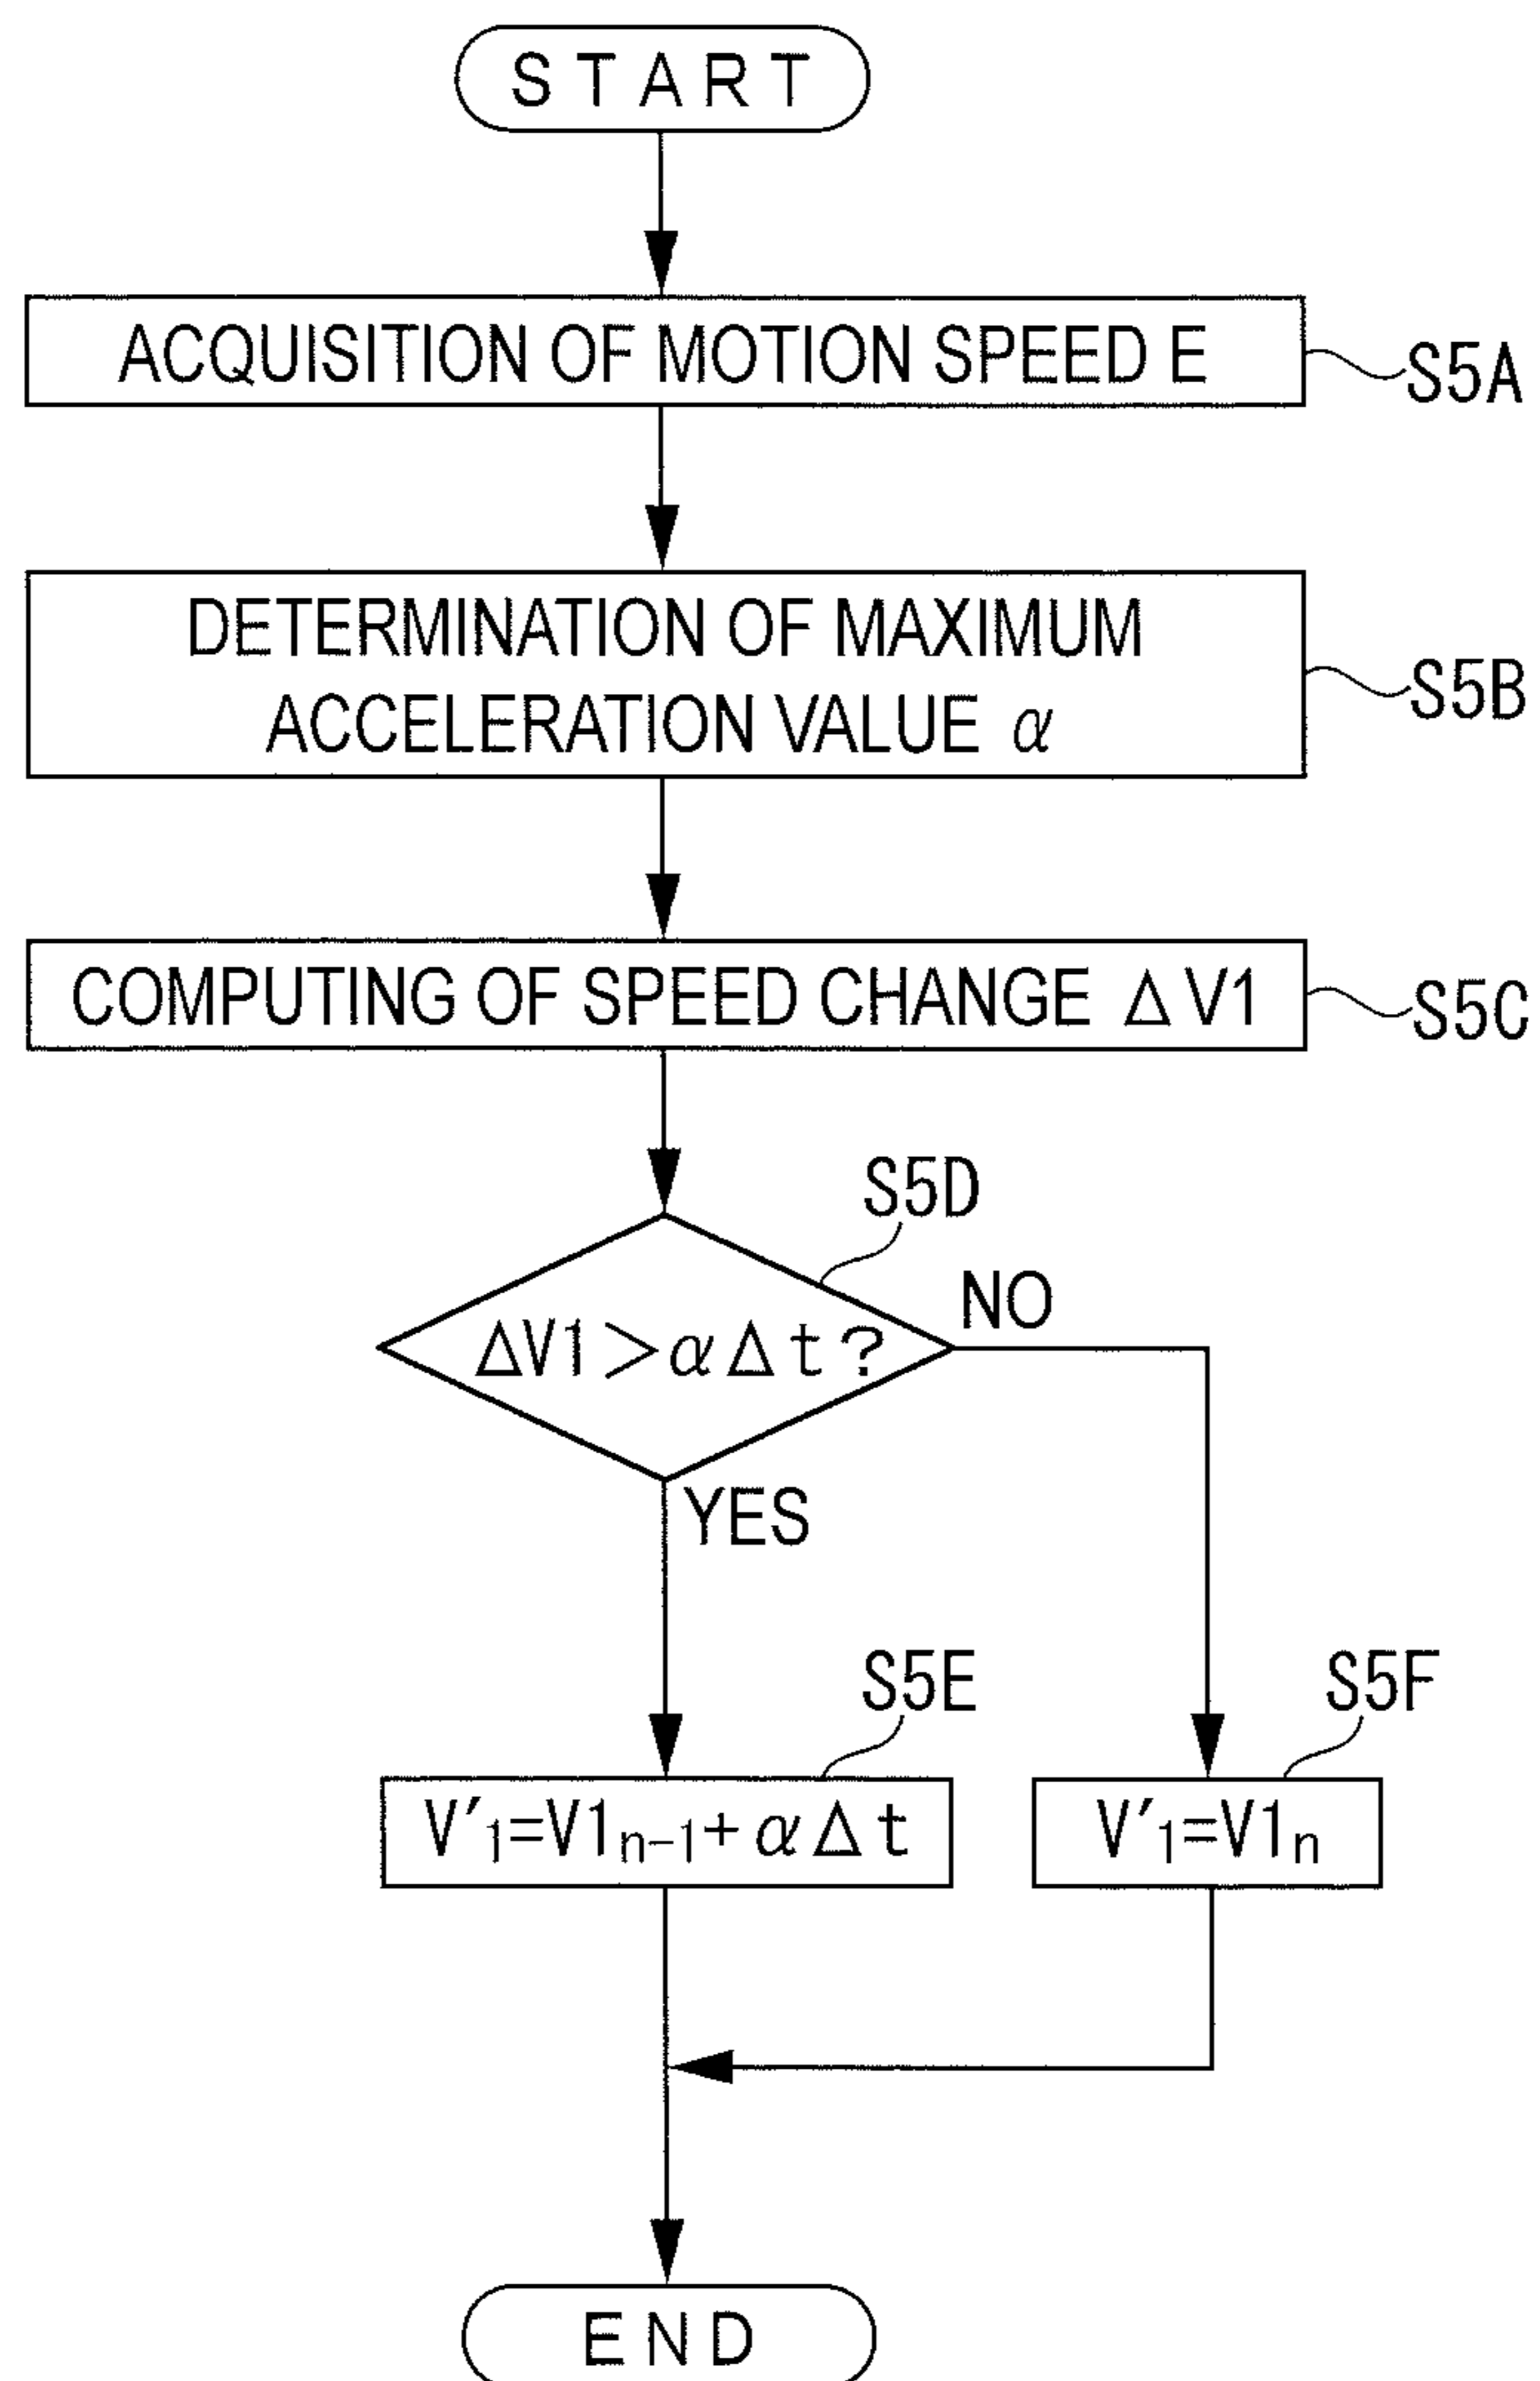 START
ACQUISITION OF MOTION SPEED E
S5A
DETERMINATION OF MAXIMUM
ACCELERATION VALUE α
S5B
COMPUTING OF SPEED CHANGE Δ V1
S5C
S5D
ΔV1>αΔt?
NO
YES
S5E
V′₁=V1ₙ₋₁+αΔt
S5F
V′₁=V1ₙ
END